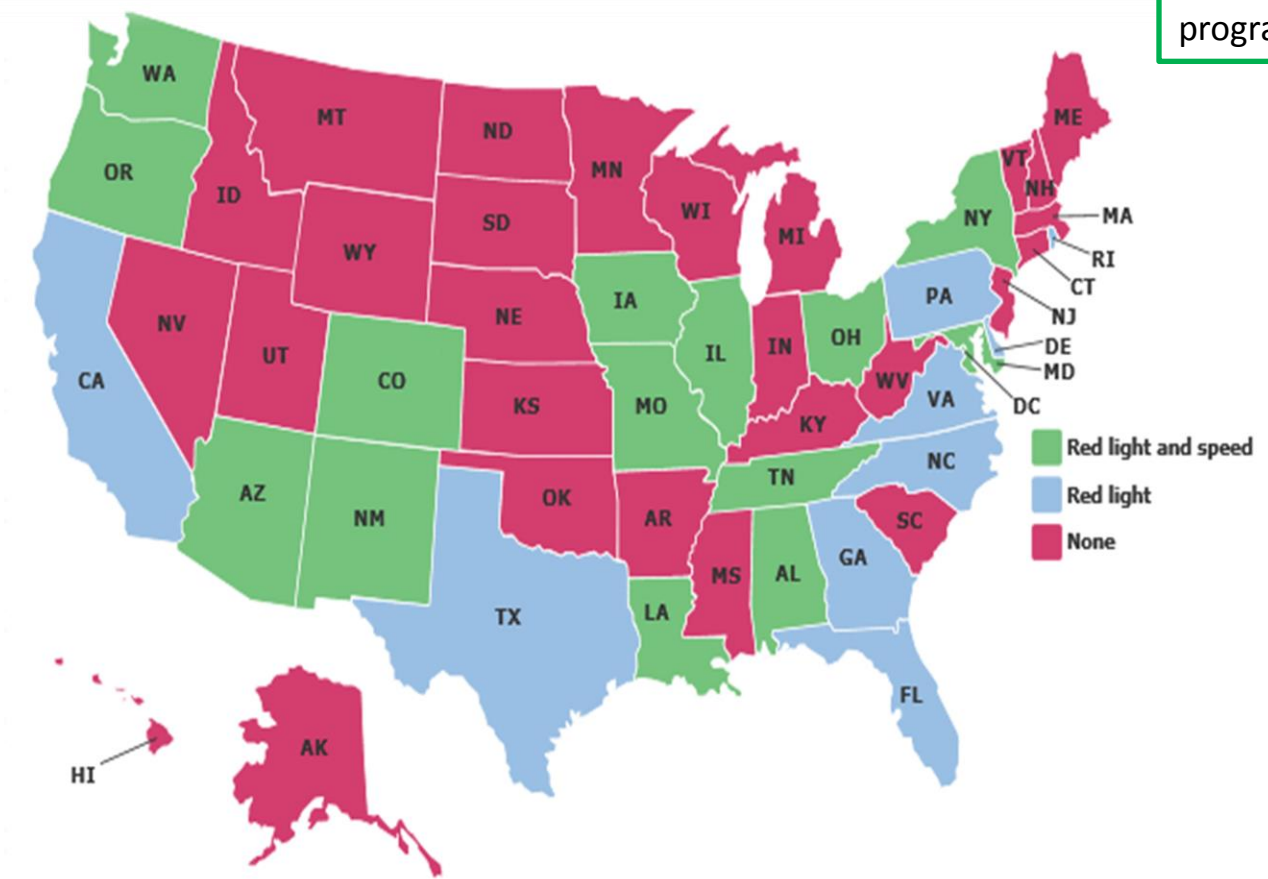 progra
WA
MT
ND
ME
OR
ID
MN
VT
NH
WI
SD
NY
MA
MI
WY
RI
CT
IA
PA
NE
NJ
NV
OH
IN
DE
UT
IL
MD
CA
CO
WV
VA
DC
KS
MO
KY
Red light and speed
NC
TN
AZ
Red light
OK
NM
AR
SC
None
GA
MS
AL
LA
TX
FL
AK
HI